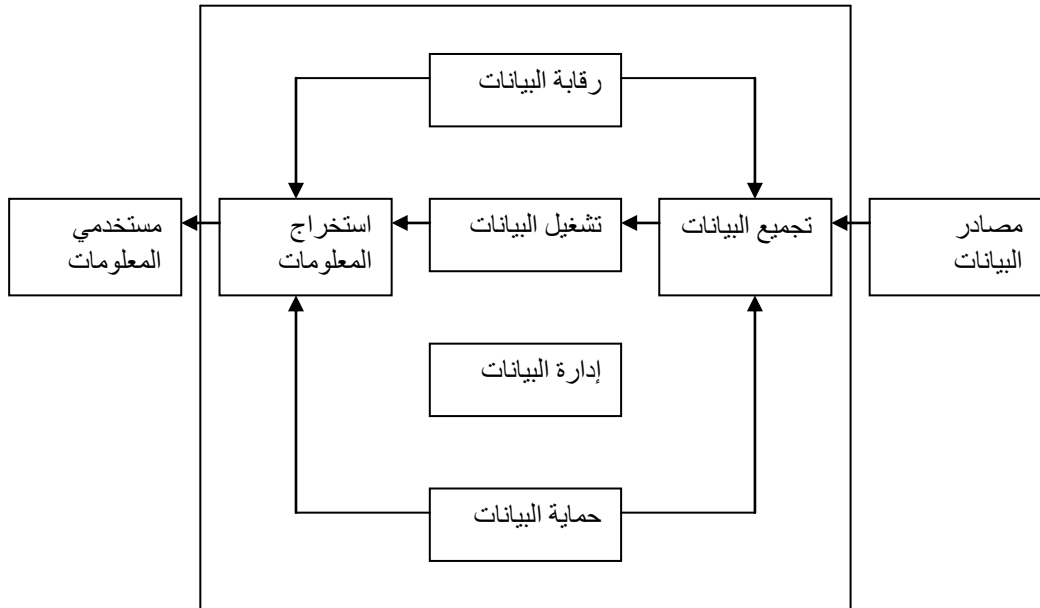 رقابة البيانات
مصادر
البيانات
تجميع البيانات
تشغيل البيانات
استخراج
المعلومات
مستخدمي
المعلومات
إدارة البيانات
حماية البيانات